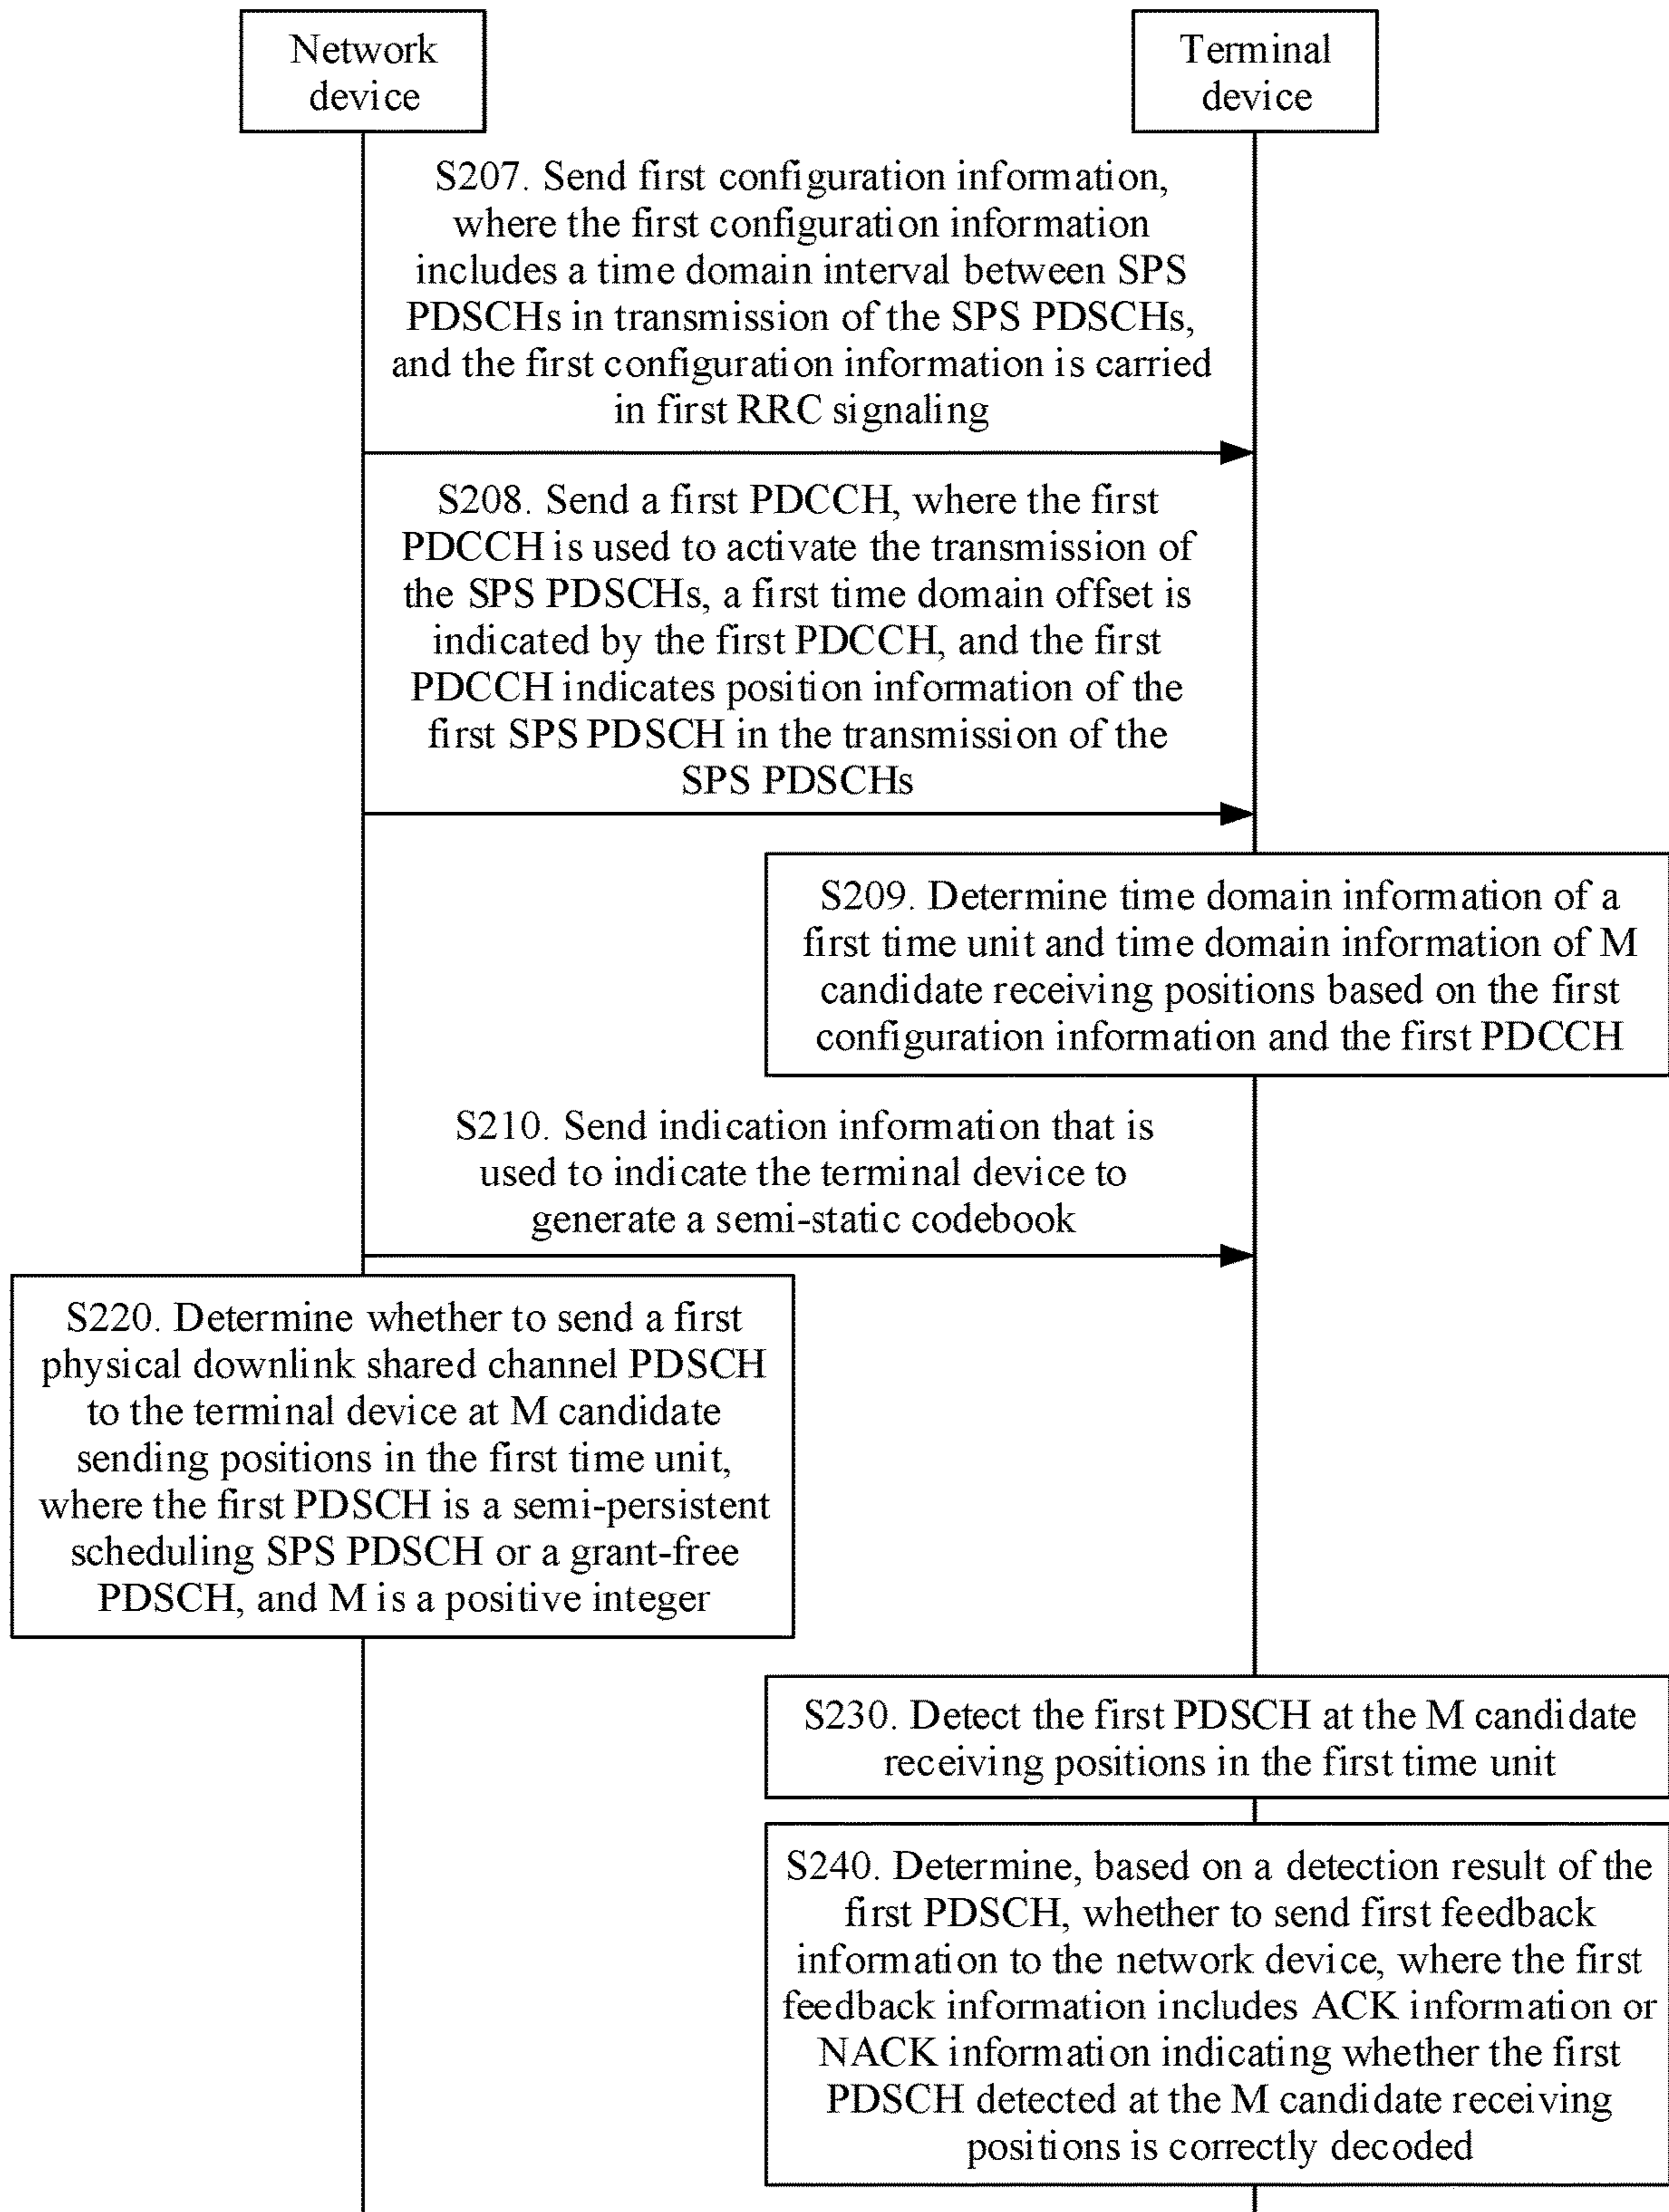 Network
device
Terminal
device
S207. Send first configuration information,
where the first configuration information
includes a time domain interval between SPS
PDSCHs in transmission of the SPS PDSCHs,
and the first configuration information is carried
in first RRC signaling
S208. Send a first PDCCH, where the first
PDCCH is used to activate the transmission of
the SPS PDSCHs, a first time domain offset is
indicated by the first PDCCH, and the first
PDCCH indicates position information of the
first SPS PDSCH in the transmission of the
SPS PDSCHs
S209. Determine time domain information of a
first time unit and time domain information of M
candidate receiving positions based on the first
configuration information and the first PDCCH
S210. Send indication information that is
used to indicate the terminal device to
generate a semi-static codebook
S220. Determine whether to send a first
physical downlink shared channel PDSCH
to the terminal device at M candidate
sending positions in the first time unit,
where the first PDSCH is a semi-persistent
scheduling SPS PDSCH or a grant-free
PDSCH, and M is a positive integer
S230. Detect the first PDSCH at the M candidate
receiving positions in the first time unit
S240. Determine, based on a detection result of the
first PDSCH, whether to send first feedback
information to the network device, where the first
feedback information includes ACK information or
NACK information indicating whether the first
PDSCH detected at the M candidate receiving
positions is correctly decoded